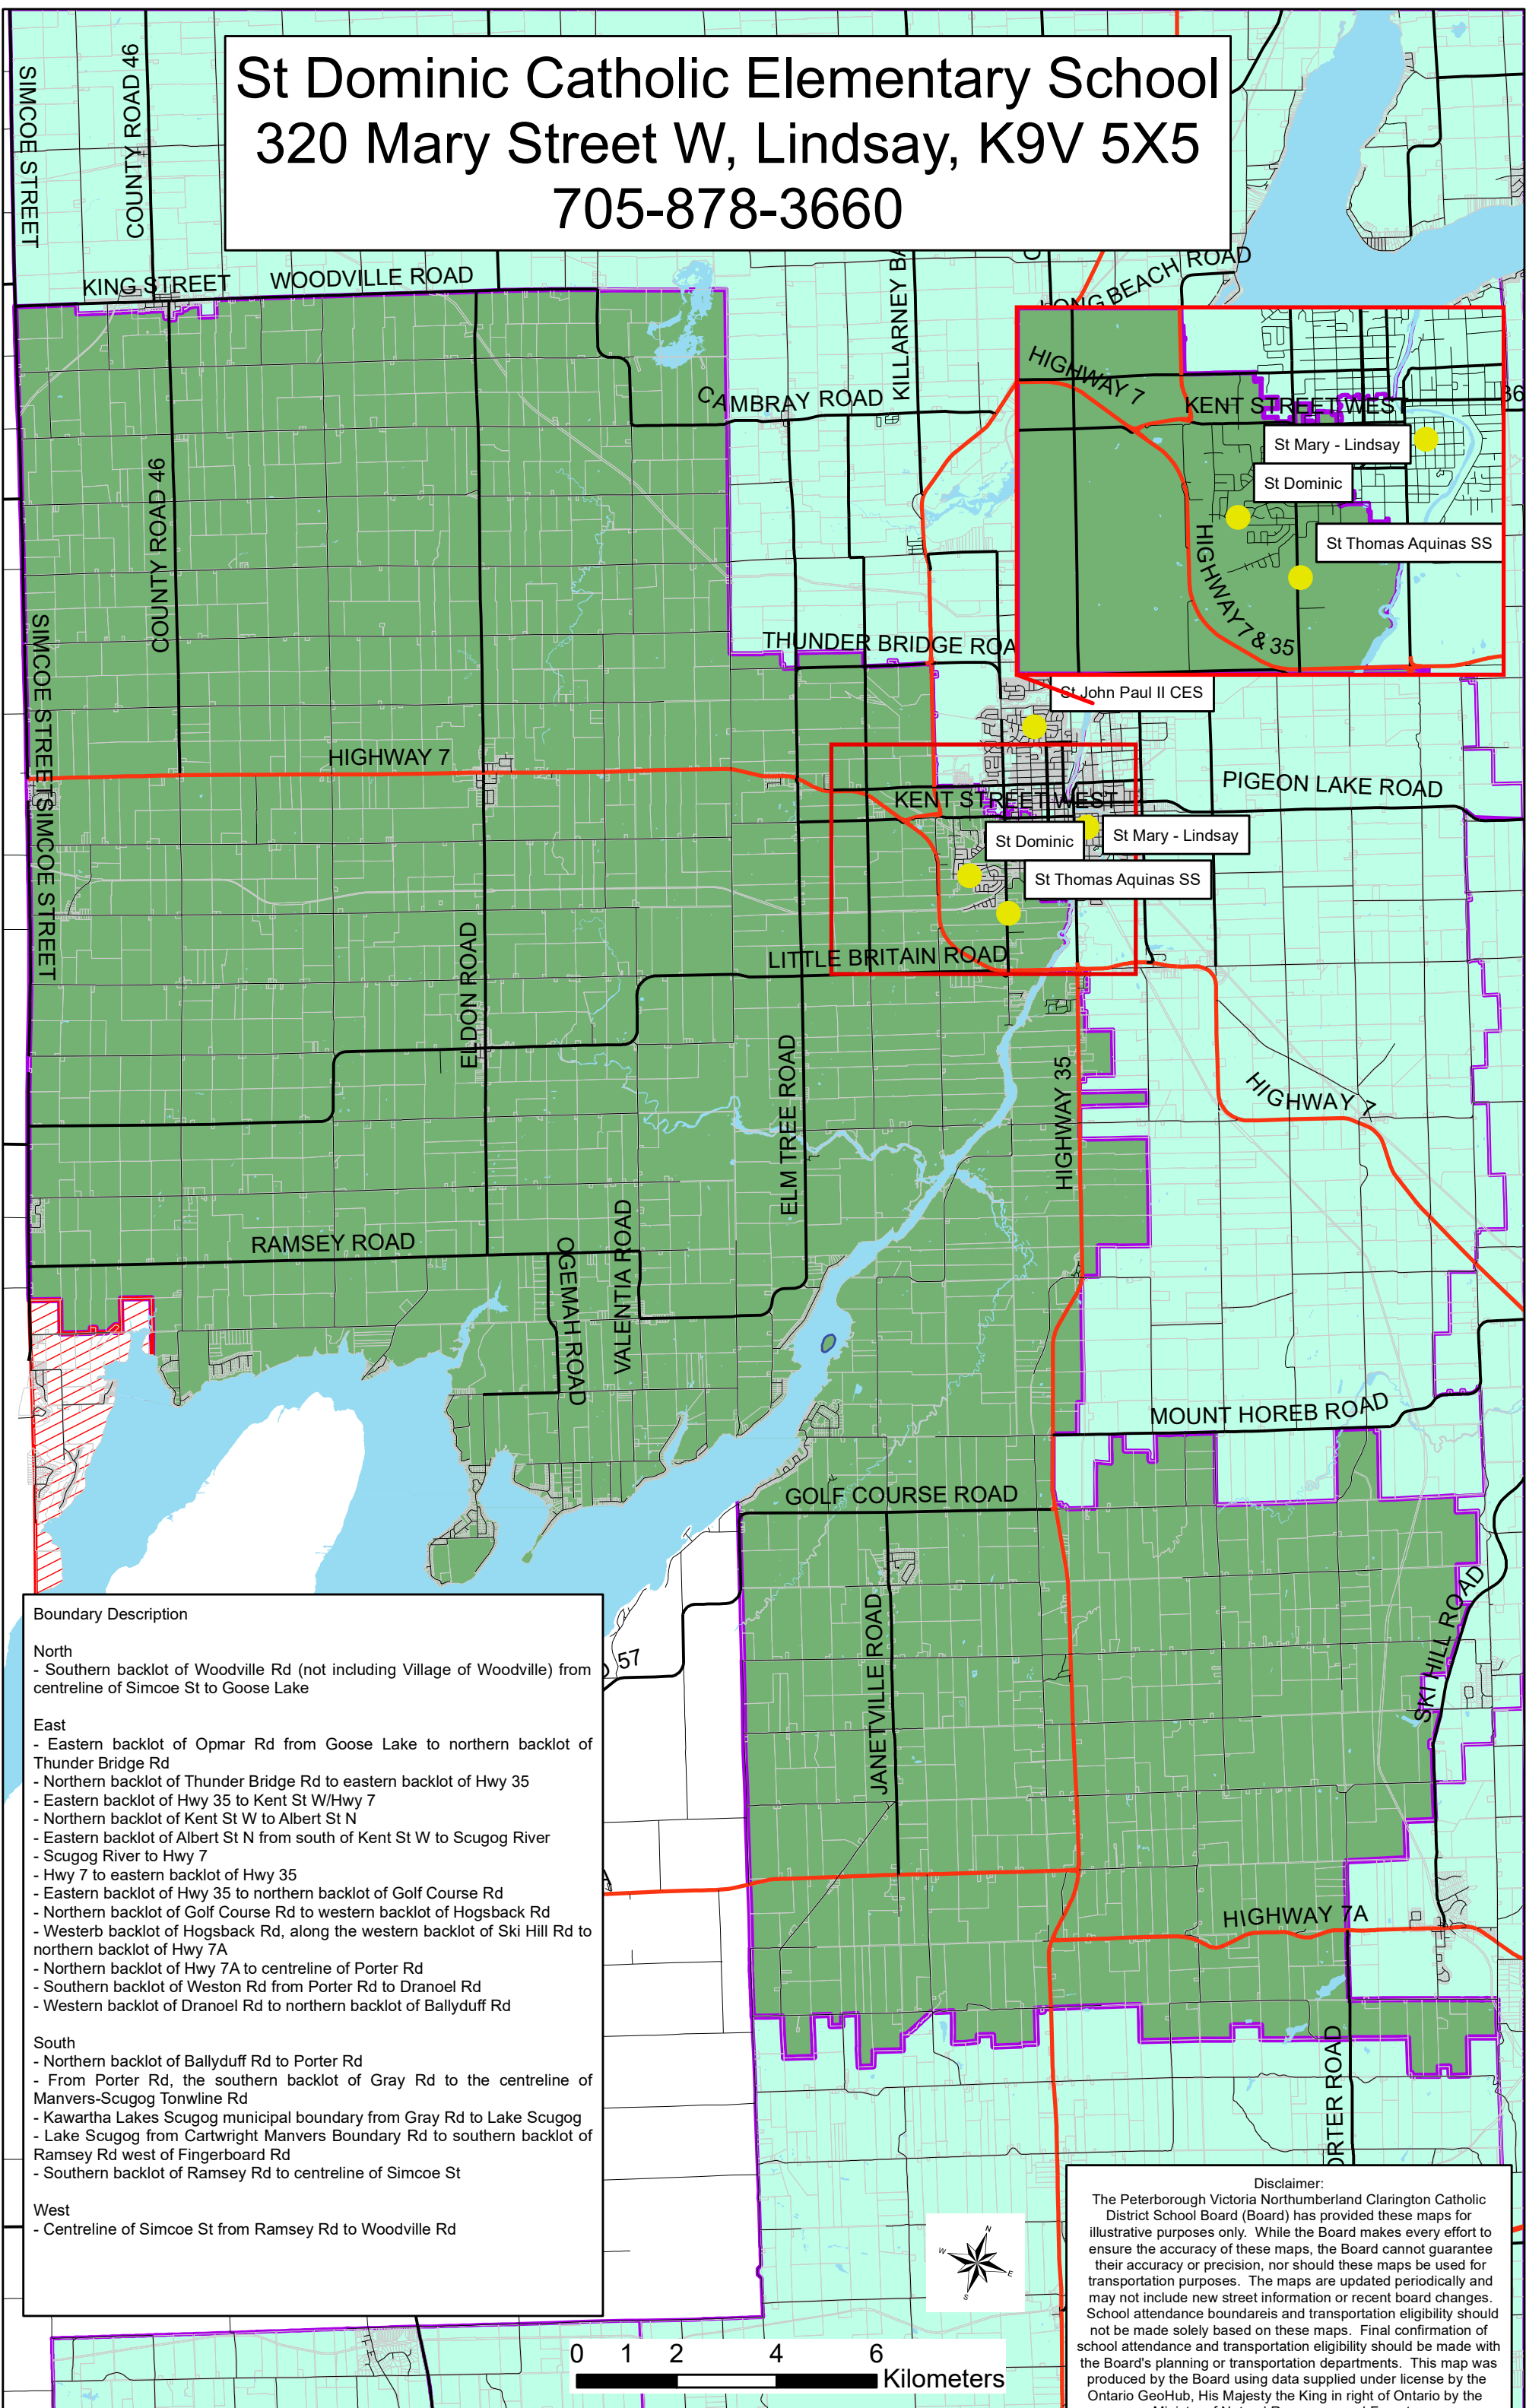 St Dominic Catholic Elementary School
320 Mary Street W, Lindsay, K9V 5X5
705-878-3660
SIMCOE STREET
COUNTY ROAD 46
KING STREET
WOODVILLE ROAD
LONG BEACH ROAD
KILLARNEY BA
CAMBRAY ROAD
HIGHWAY 7
KENT STREET WEST
36
St Mary - Lindsay
St Dominic
St Thomas Aquinas SS
HIGHWAY 7 & 35
COUNTY ROAD 46
SIMCOE STREET
THUNDER BRIDGE ROA
St John Paul II CES
HIGHWAY 7
SIMCOE STREET
KENT STREET WEST
PIGEON LAKE ROAD
St Dominic
St Mary - Lindsay
St Thomas Aquinas SS
ELDON ROAD
LITTLE BRITAIN ROAD
ELM TREE ROAD
HIGHWAY 35
HIGHWAY 7
RAMSEY ROAD
OGEMAH ROAD
VALENTIA ROAD
MOUNT HOREB ROAD
GOLF COURSE ROAD
JANETVILLE ROAD
SKI HILL ROAD
57
A
HIGHWAY 7A
ORTER ROAD
Boundary Description
North
- Southern backlot of Woodville Rd (not including Village of Woodville) from
centreline of Simcoe St to Goose Lake
East
- Eastern backlot of Opmar Rd from Goose Lake to northern backlot of
Thunder Bridge Rd
- Northern backlot of Thunder Bridge Rd to eastern backlot of Hwy 35
- Eastern backlot of Hwy 35 to Kent St W/Hwy 7
- Northern backlot of Kent St W to Albert St N
- Eastern backlot of Albert St N from south of Kent St W to Scugog River
- Scugog River to Hwy 7
- Hwy 7 to eastern backlot of Hwy 35
- Eastern backlot of Hwy 35 to northern backlot of Golf Course Rd
- Northern backlot of Golf Course Rd to western backlot of Hogsback Rd
- Westerb backlot of Hogsback Rd, along the western backlot of Ski Hill Rd to
northern backlot of Hwy 7A
- Northern backlot of Hwy 7A to centreline of Porter Rd
- Southern backlot of Weston Rd from Porter Rd to Dranoel Rd
- Western backlot of Dranoel Rd to northern backlot of Ballyduff Rd
South
- Northern backlot of Ballyduff Rd to Porter Rd
- From Porter Rd, the southern backlot of Gray Rd to the centreline of
Manvers-Scugog Tonwline Rd
- Kawartha Lakes Scugog municipal boundary from Gray Rd to Lake Scugog
- Lake Scugog from Cartwright Manvers Boundary Rd to southern backlot of
Ramsey Rd west of Fingerboard Rd
- Southern backlot of Ramsey Rd to centreline of Simcoe St
West
- Centreline of Simcoe St from Ramsey Rd to Woodville Rd
N
W
E
S
0 1 2 4 6
Kilometers
Disclaimer:
The Peterborough Victoria Northumberland Clarington Catholic
District School Board (Board) has provided these maps for
illustrative purposes only. While the Board makes every effort to
ensure the accuracy of these maps, the Board cannot guarantee
their accuracy or precision, nor should these maps be used for
transportation purposes. The maps are updated periodically and
may not include new street information or recent board changes.
School attendance boundareis and transportation eligibility should
not be made solely based on these maps. Final confirmation of
school attendance and transportation eligibility should be made with
the Board's planning or transportation departments. This map was
produced by the Board using data supplied under license by the
Ontario GeoHub, His Majesty the King in right of Ontario by the